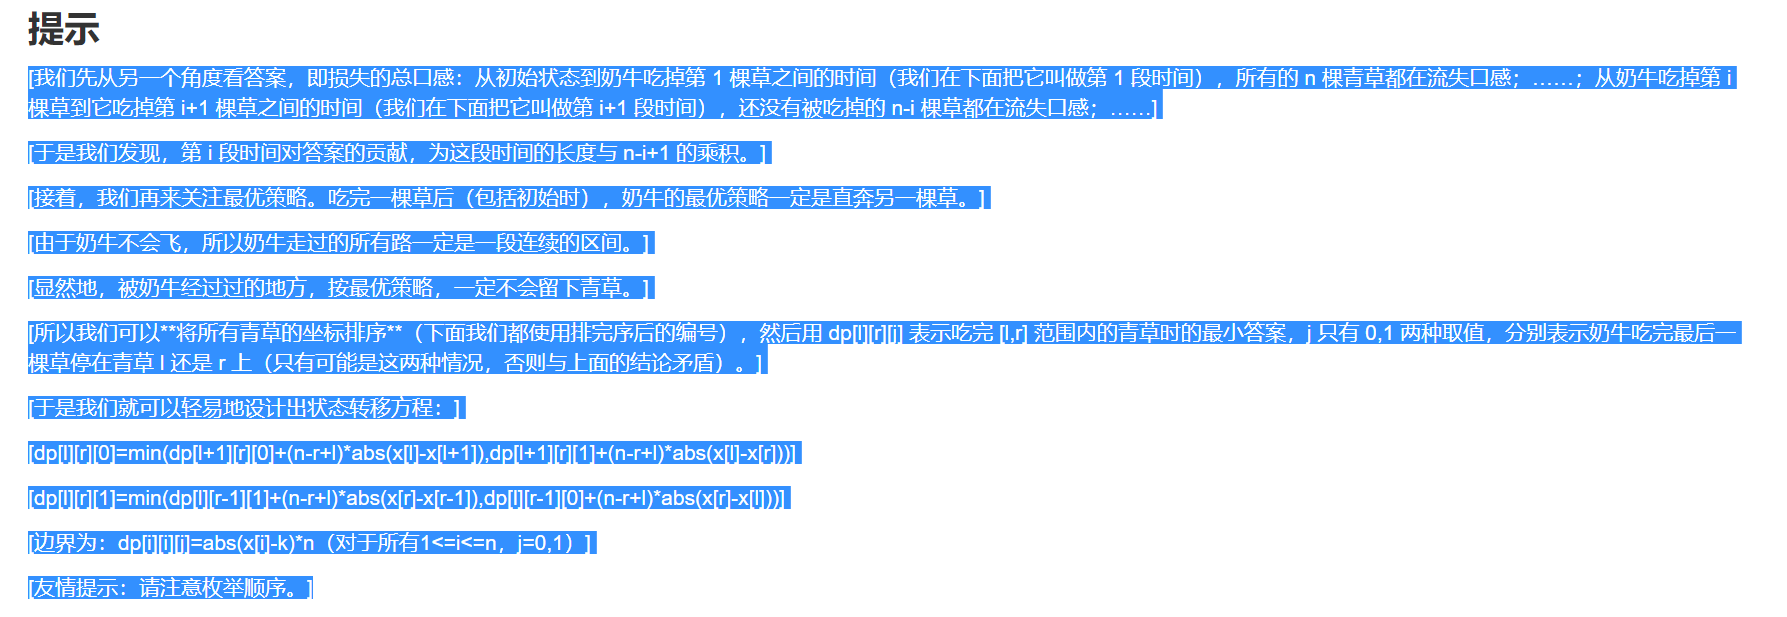 提示
[我们先从另一个角度看答案，即损失的总口感：从初始状态到奶牛吃掉第 1 棵草之间的时间（我们在下面把它叫做第 1 段时间），所有的 n 棵青草都在流失口感；……；从奶牛吃掉第 i
棵草到它吃掉第 i+1 棵草之间的时间（我们在下面把它叫做第 i+1 段时间），还没有被吃掉的 n-i 棵草都在流失口感；……]
[于是我们发现，第 i 段时间对答案的贡献，为这段时间的长度与 n-i+1 的乘积。]
[接着，我们再来关注最优策略。吃完一棵草后（包括初始时），奶牛的最优策略一定是直奔另一棵草。]
[由于奶牛不会飞，所以奶牛走过的所有路一定是一段连续的区间。]
[显然地，被奶牛经过过的地方，按最优策略，一定不会留下青草。]
[所以我们可以**将所有青草的坐标排序**（下面我们都使用排完序后的编号），然后用 dp[l][r][j] 表示吃完 [l,r] 范围内的青草时的最小答案，j 只有 0,1 两种取值，分别表示奶牛吃完最后一
棵草停在青草 l 还是 r 上（只有可能是这两种情况，否则与上面的结论矛盾）。]
[于是我们就可以轻易地设计出状态转移方程：]
[dp[l][r][0]=min(dp[l+1][r][0]+(n-r+l)*abs(x[l]-x[l+1]),dp[l+1][r][1]+(n-r+l)*abs(x[l]-x[r]))]
[dp[l][r][1]=min(dp[l][r-1][1]+(n-r+l)*abs(x[r]-x[r-1]),dp[l][r-1][0]+(n-r+l)*abs(x[r]-x[l]))]
[边界为：dp[i][i][j]=abs(x[i]-k)*n（对于所有1<=i<=n，j=0,1）]
[友情提示：请注意枚举顺序。]